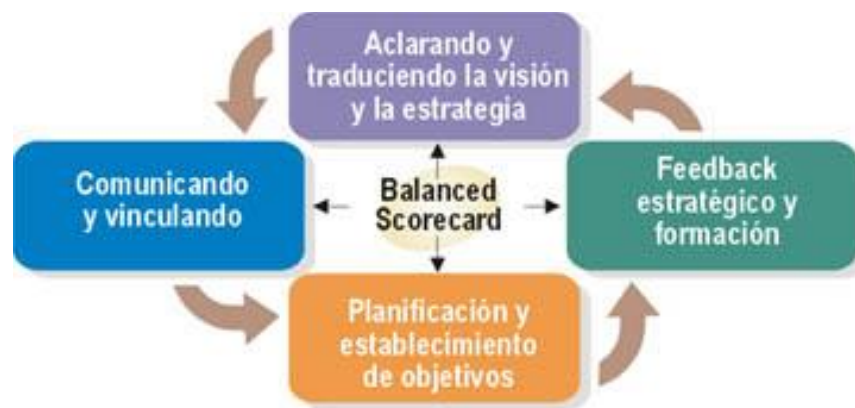 Aclarando y
traduciendo la visión
y la estrategia
Comunicando
y vinculando
Balanced
Scorecard
Feedback
estratégico y
formación
Planificación y
establecimiento
de objetivos